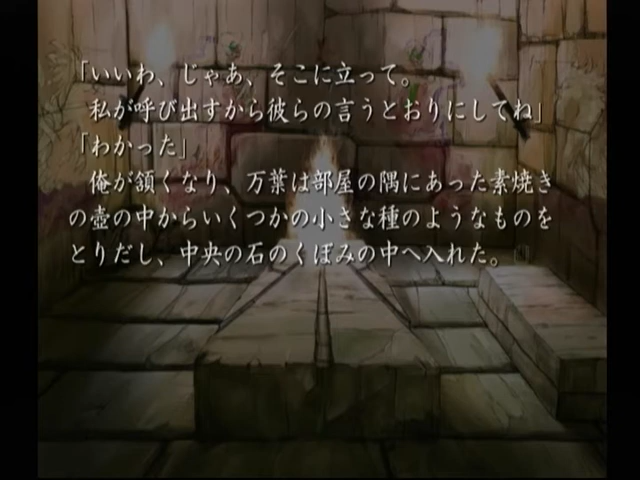 「いいわ、じゃあ、そこに立って。
私が呼び出すから彼らの言うとおりにしてね」
「わかった」
俺が頷くなり、万葉は部屋の隅にあった素焼き
の壺の中からいくつかの小さな種のようなものを
とりだし、中央の石のくぼみの中へ入れた。